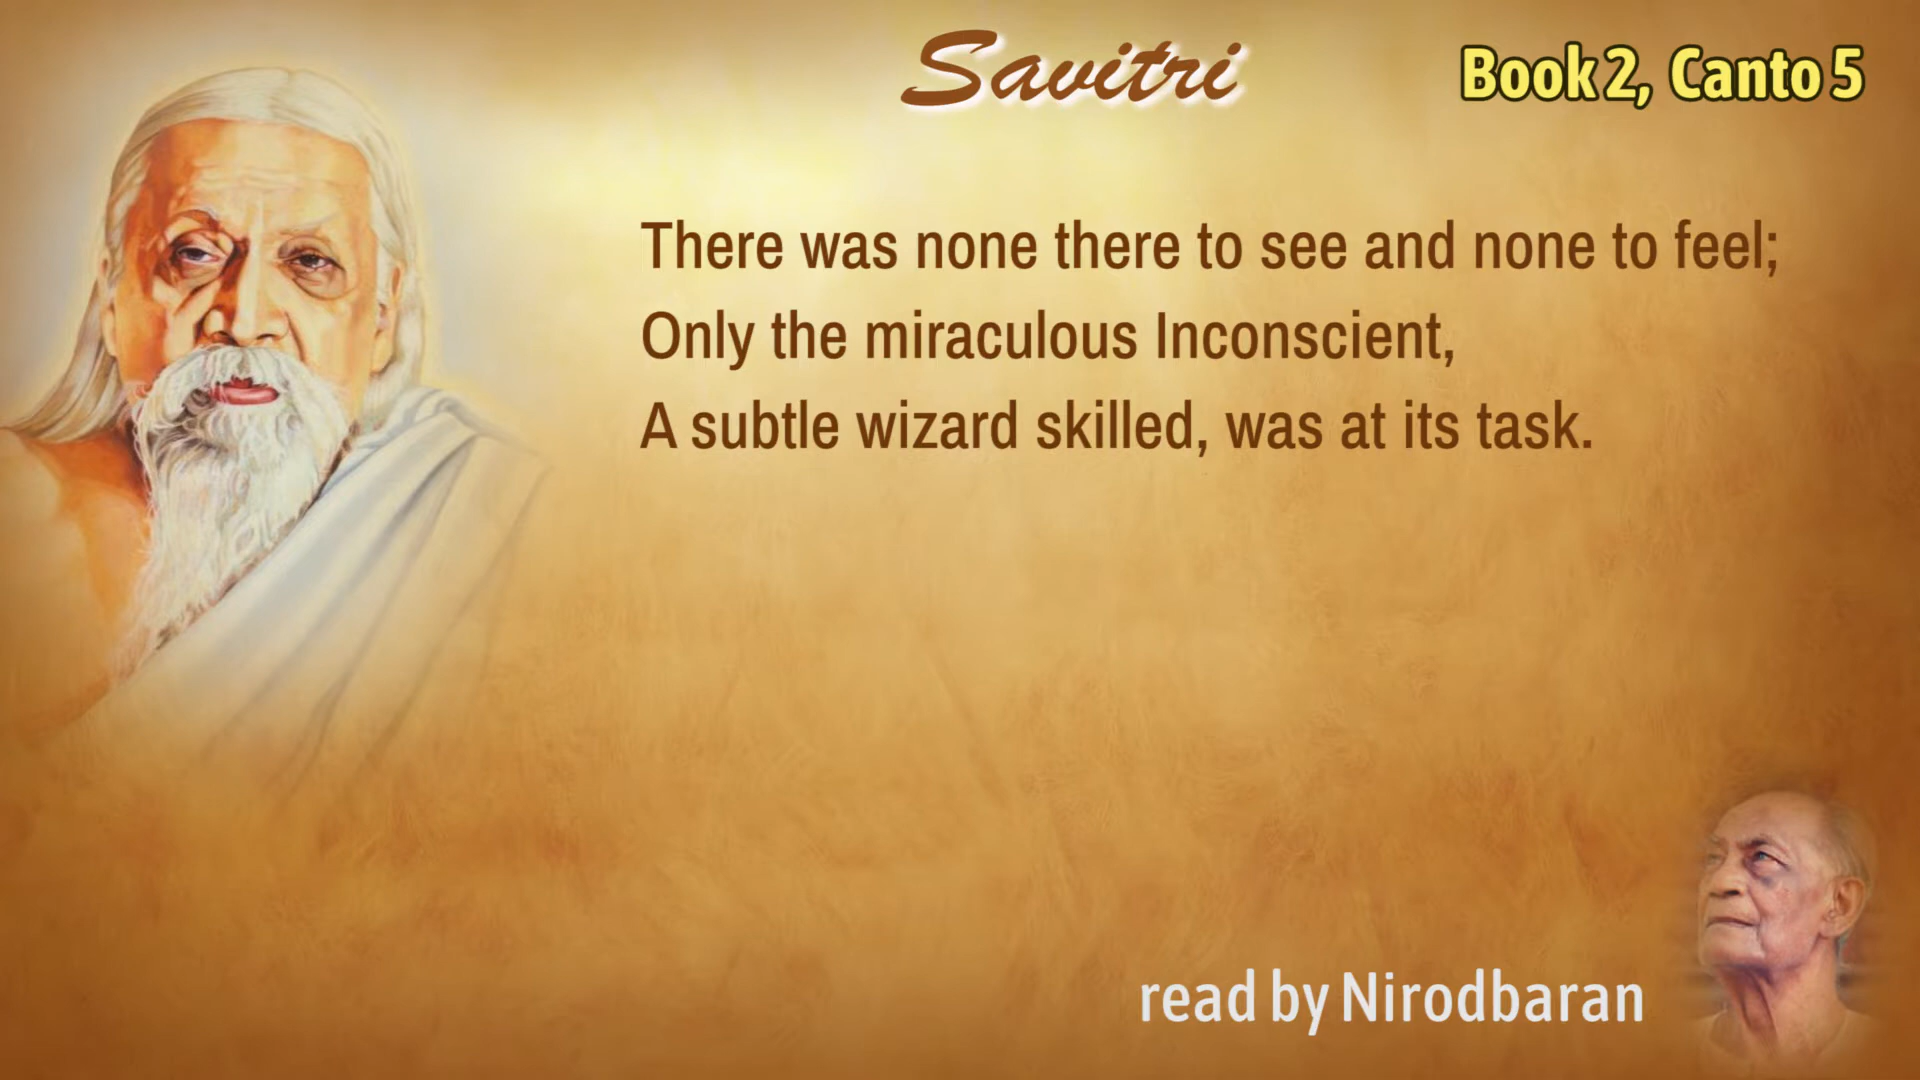 Savitri
Book 2, Canto 5
There was none there to see and none to feel;
Only the miraculous Inconscient,
A subtle wizard skilled, was at its task.
read by Nirodbaran